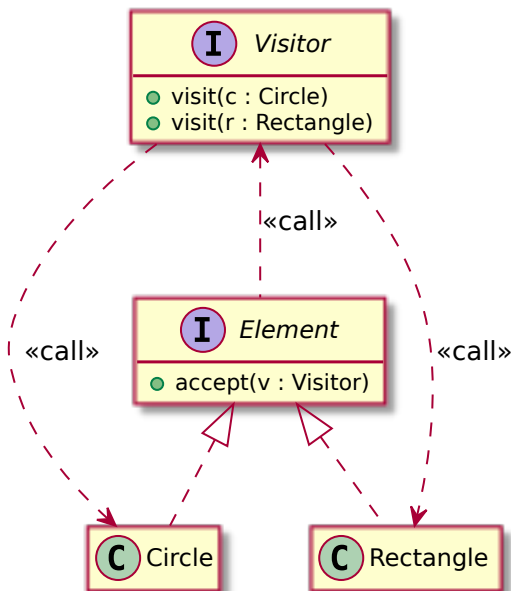 I Visitor
visit(c : Circle)
visit(r : Rectangle)
«call»
I Element
«call»
«call»
accept(v : Visitor)
C Circle
C Rectangle